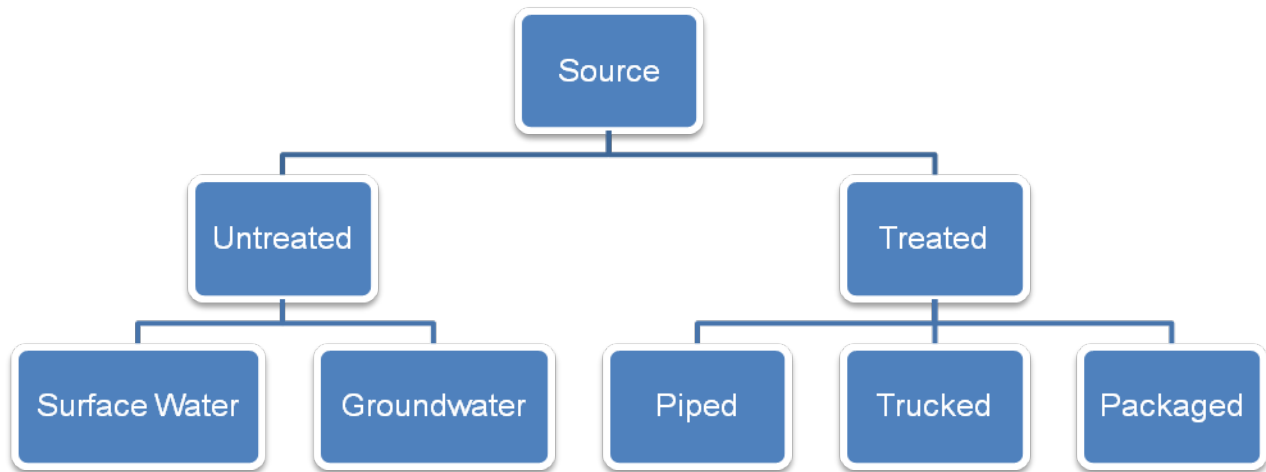 Source
Untreated
Treated
Surface Water
Groundwater
Piped
Trucked
Packaged